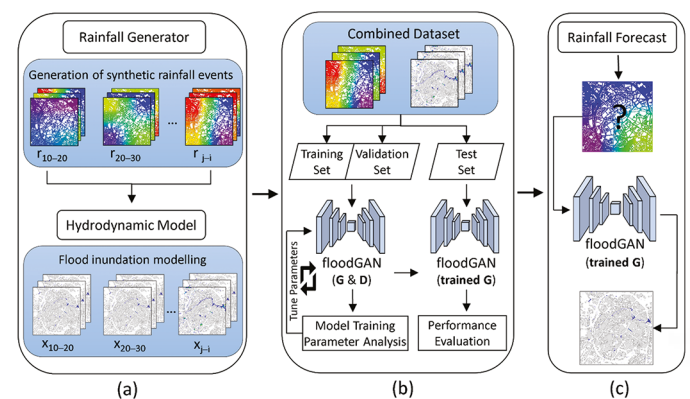 Rainfall Generator
Generation of synthetic rainfall events
...
r10–20
r20–30
r j–i
Hydrodynamic Model
Flood inundation modelling
...
x10–20
x20–30
xj–i
(a)
Combined Dataset
Training
Set
Validation
Set
Test
Set
floodGAN
(G & D)
floodGAN
(trained G)
Tune Parameters
Model Training
Parameter Analysis
Performance
Evaluation
(b)
Rainfall Forecast
?
floodGAN
(trained G)
(c)